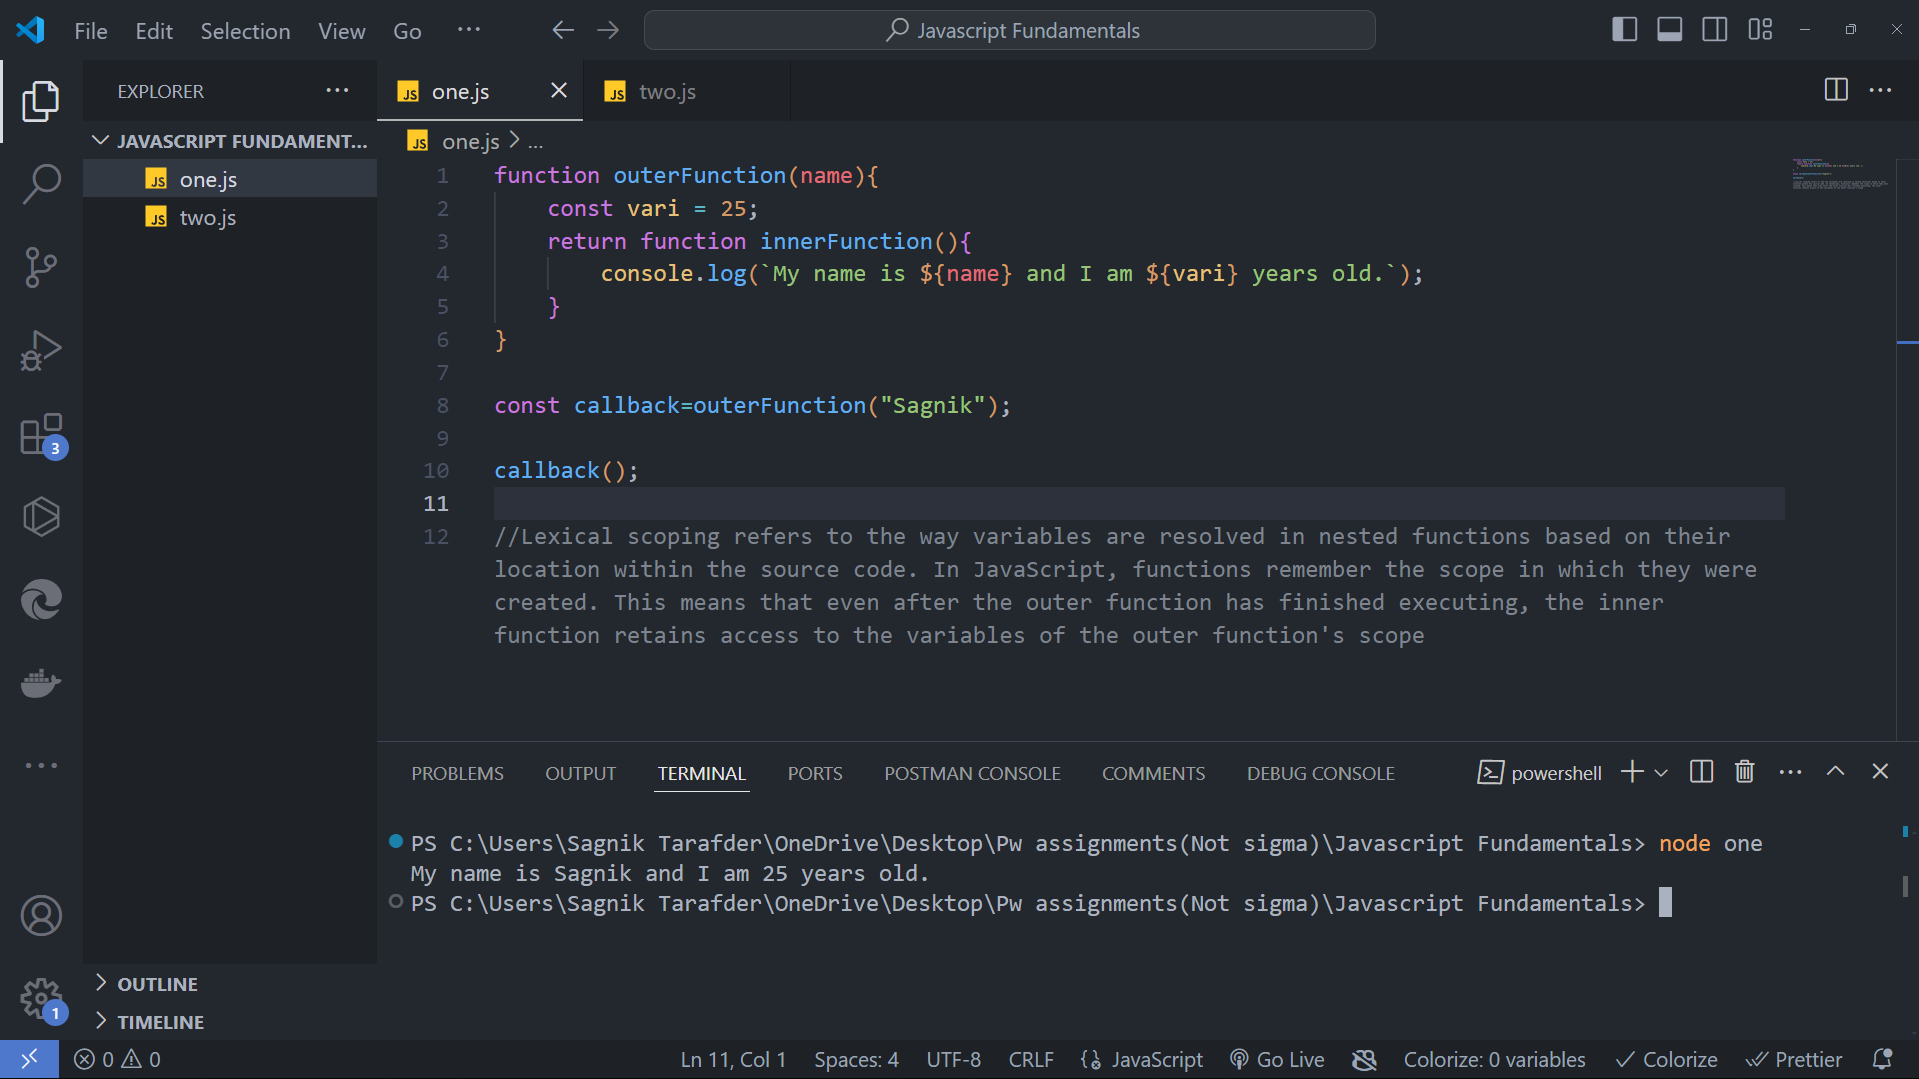 File Edit Selection View Go ...
Javascript Fundamentals
EXPLORER ...
JAVASCRIPT FUNDAMENT...
JS one.js
JS two.js
JS one.js JS two.js
JS one.js > ...
1 function outerFunction(name){
2 const vari = 25;
3 return function innerFunction(){
4 console.log(`My name is ${name} and I am ${vari} years old.`);
5 }
6 }
7
8 const callback=outerFunction("Sagnik");
9
10 callback();
11
12 //Lexical scoping refers to the way variables are resolved in nested functions based on their
location within the source code. In JavaScript, functions remember the scope in which they were
created. This means that even after the outer function has finished executing, the inner
function retains access to the variables of the outer function's scope
3
PROBLEMS OUTPUT TERMINAL PORTS POSTMAN CONSOLE COMMENTS DEBUG CONSOLE powershell
PS C:\Users\Sagnik Tarafder\OneDrive\Desktop\Pw assignments(Not sigma)\Javascript Fundamentals> node one
My name is Sagnik and I am 25 years old.
PS C:\Users\Sagnik Tarafder\OneDrive\Desktop\Pw assignments(Not sigma)\Javascript Fundamentals>
OUTLINE
1
TIMELINE
0 0 Ln 11, Col 1 Spaces: 4 UTF-8 CRLF JavaScript Go Live Colorize: 0 variables Colorize Prettier